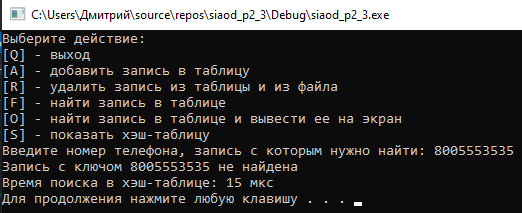 C:\Users\Дмитрий\source\repos\siaod_p2_3\Debug\siaod_p2_3.exe
Выберите действие:
[Q] - выход
[A] - добавить запись в таблицу
[R] - удалить запись из таблицы и из файла
[F] - найти запись в таблице
[O] - найти запись в таблице и вывести ее на экран
[S] - показать хэш-таблицу
Введите номер телефона, запись с которым нужно найти: 8005553535
Запись с ключом 8005553535 не найдена
Время поиска в хэш-таблице: 15 мкс
Для продолжения нажмите любую клавишу . . .